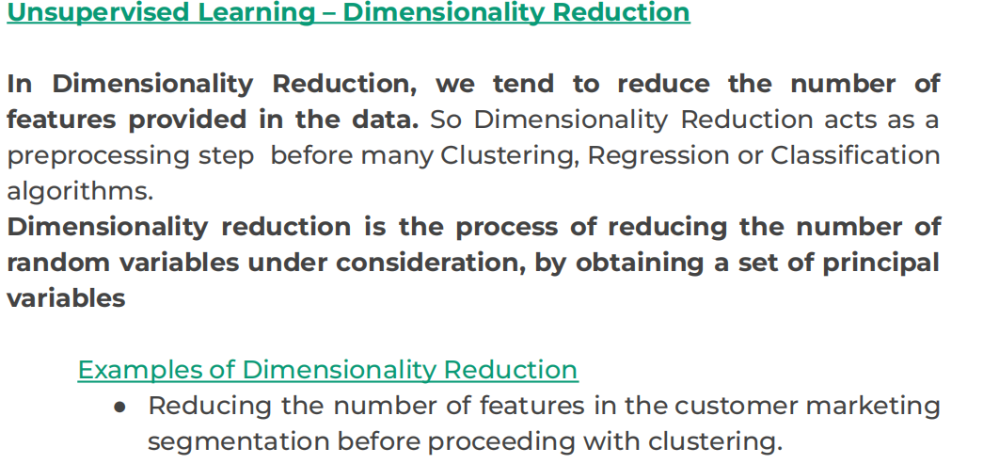 Unsupervised Learning – Dimensionality Reduction
In Dimensionality Reduction, we tend to reduce the number of
features provided in the data. So Dimensionality Reduction acts as a
preprocessing step before many Clustering, Regression or Classification
algorithms.
Dimensionality reduction is the process of reducing the number of
random variables under consideration, by obtaining a set of principal
variables
Examples of Dimensionality Reduction
● Reducing the number of features in the customer marketing
segmentation before proceeding with clustering.